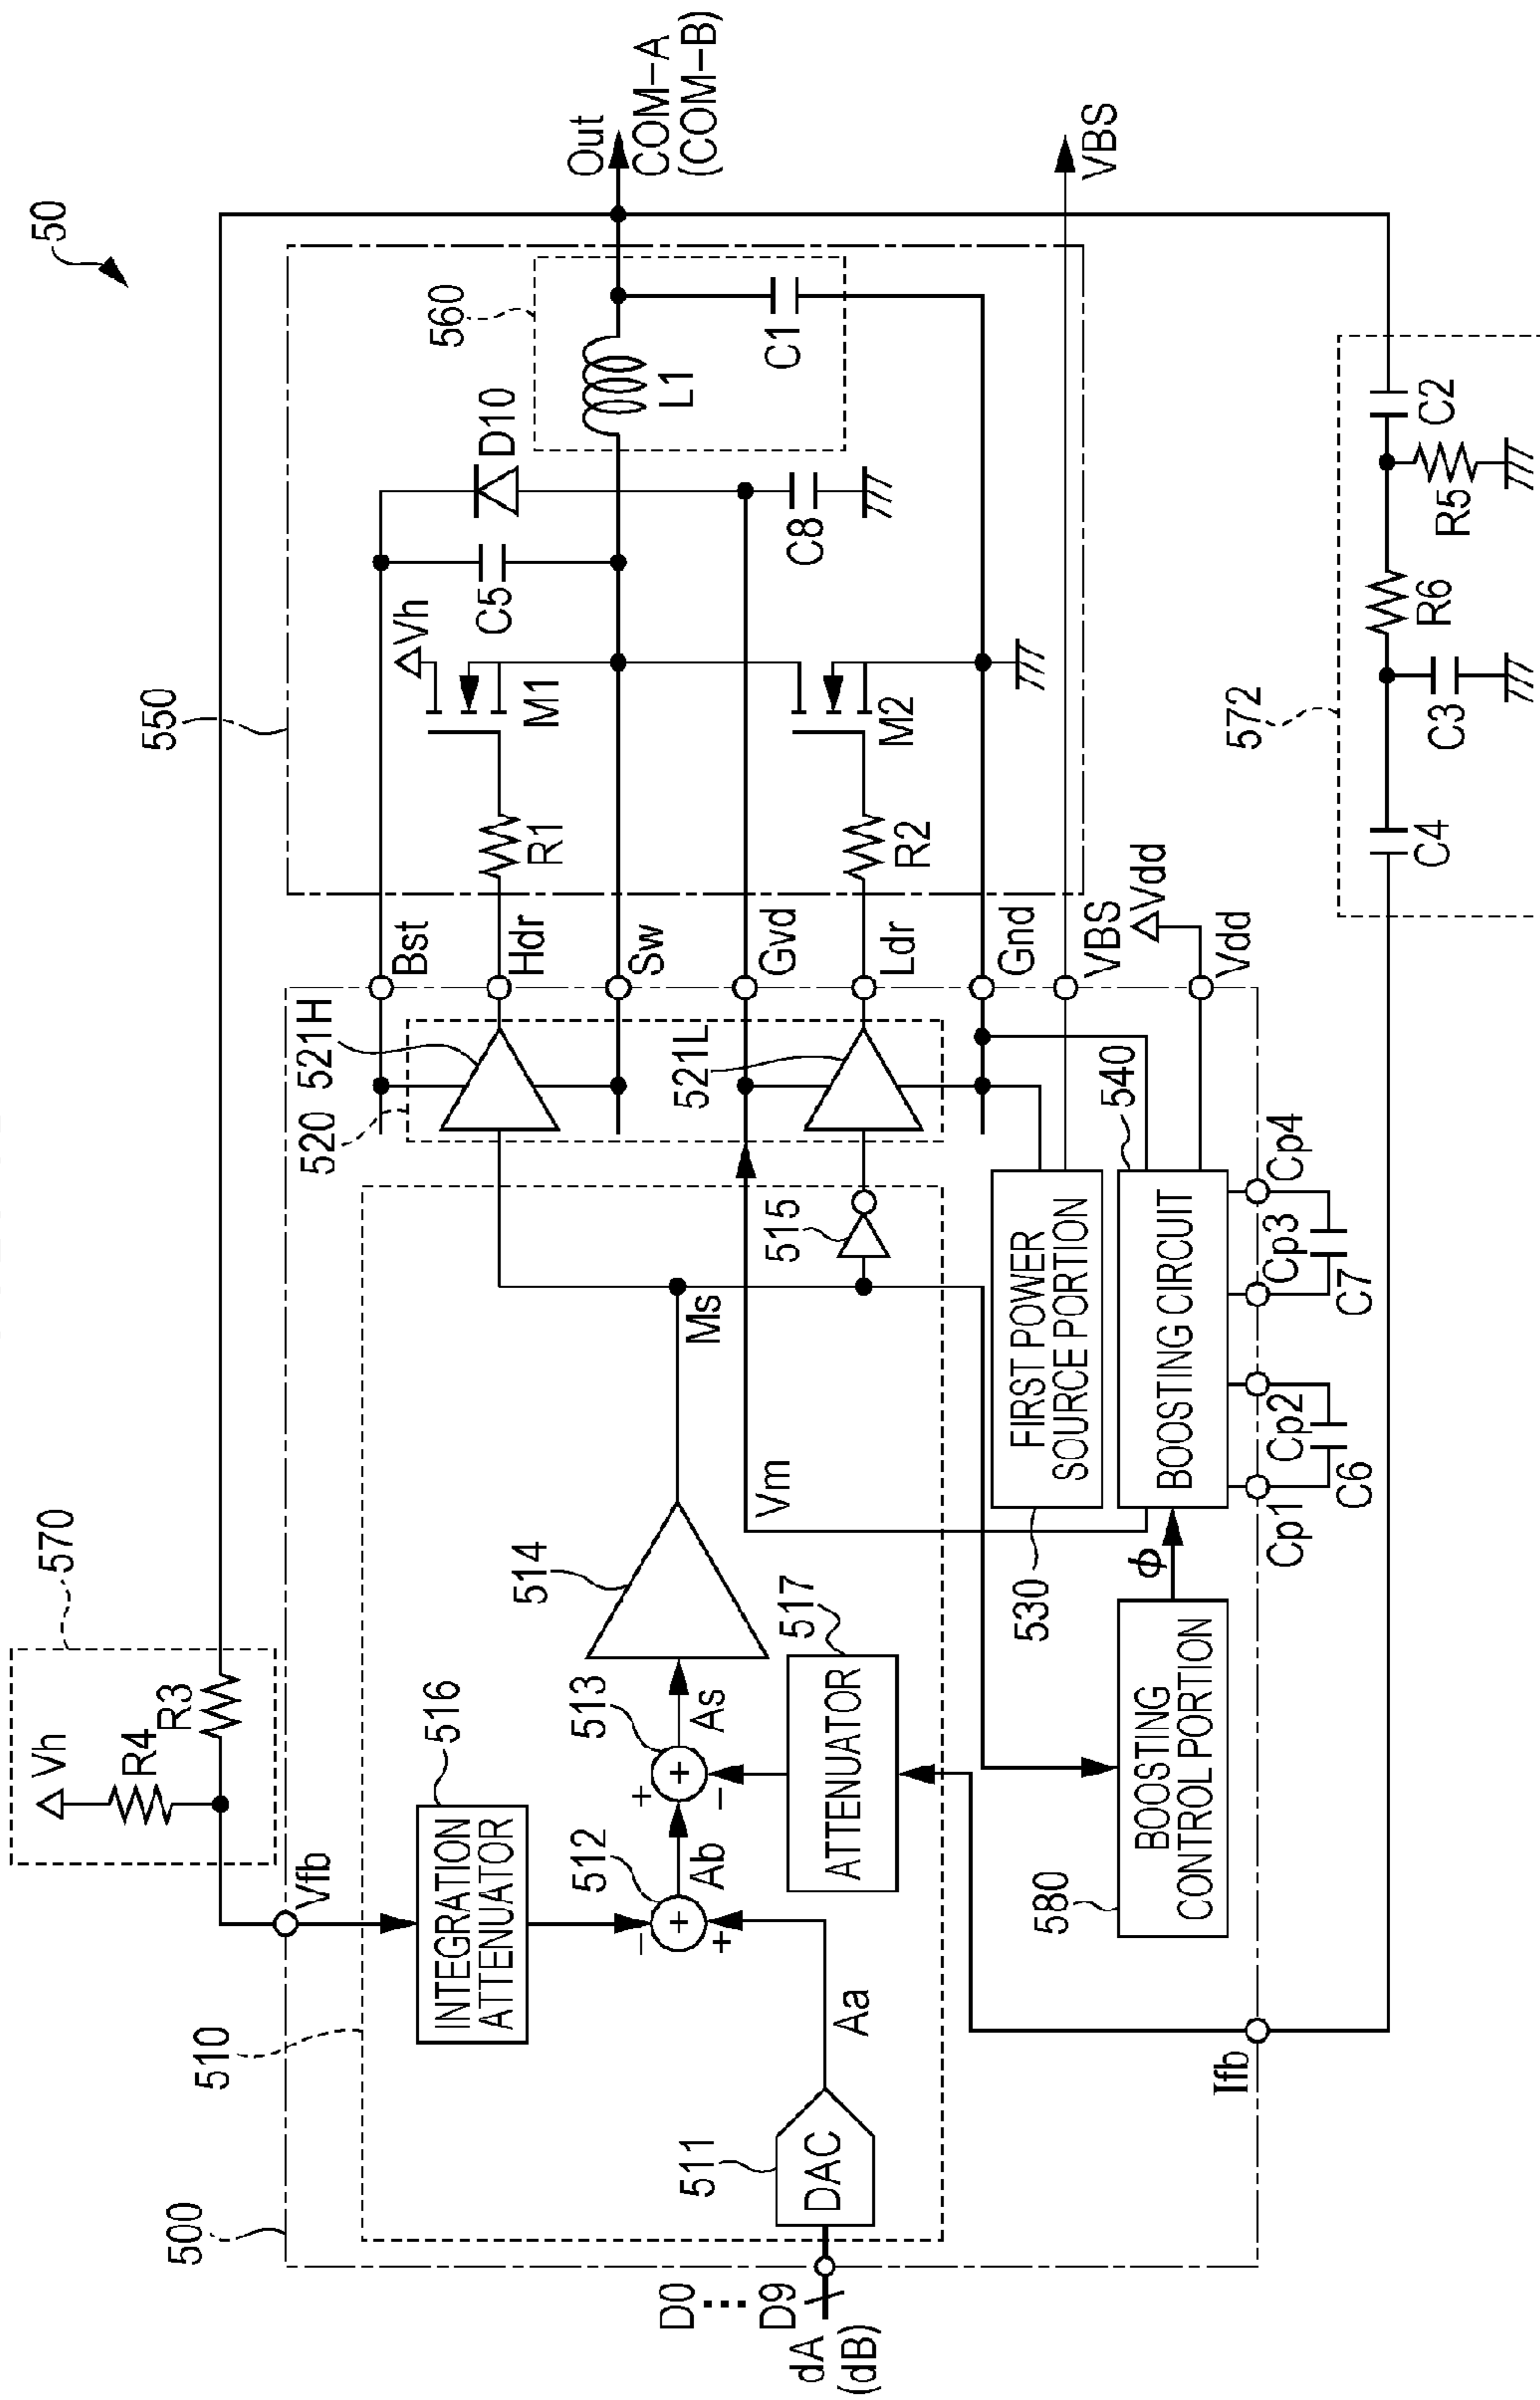 50
570
Vh
R4
R3
Vfb
550
560
Out
COM–A
(COM–B)
VBS
D10
L1
C1
C5
C8
Vh
M1
M2
R1
R2
Bst
Hdr
Sw
Gvd
Ldr
Gnd
VBS
Vdd
Vdd
520
521H
521L
500
510
516
INTEGRATION
ATTENUATOR
512
513
514
515
517
ATTENUATOR
–
+
+
+
+
–
Ab
As
Ms
Vm
Aa
511
DAC
D0
...
D9
dA
(dB)
Ifb
580
BOOSTING
CONTROL PORTION
ϕ
530
FIRST POWER
SOURCE PORTION
540
BOOSTING CIRCUIT
Cp1
Cp2
Cp3
Cp4
C6
C7
572
C4
C3
R6
R5
C2